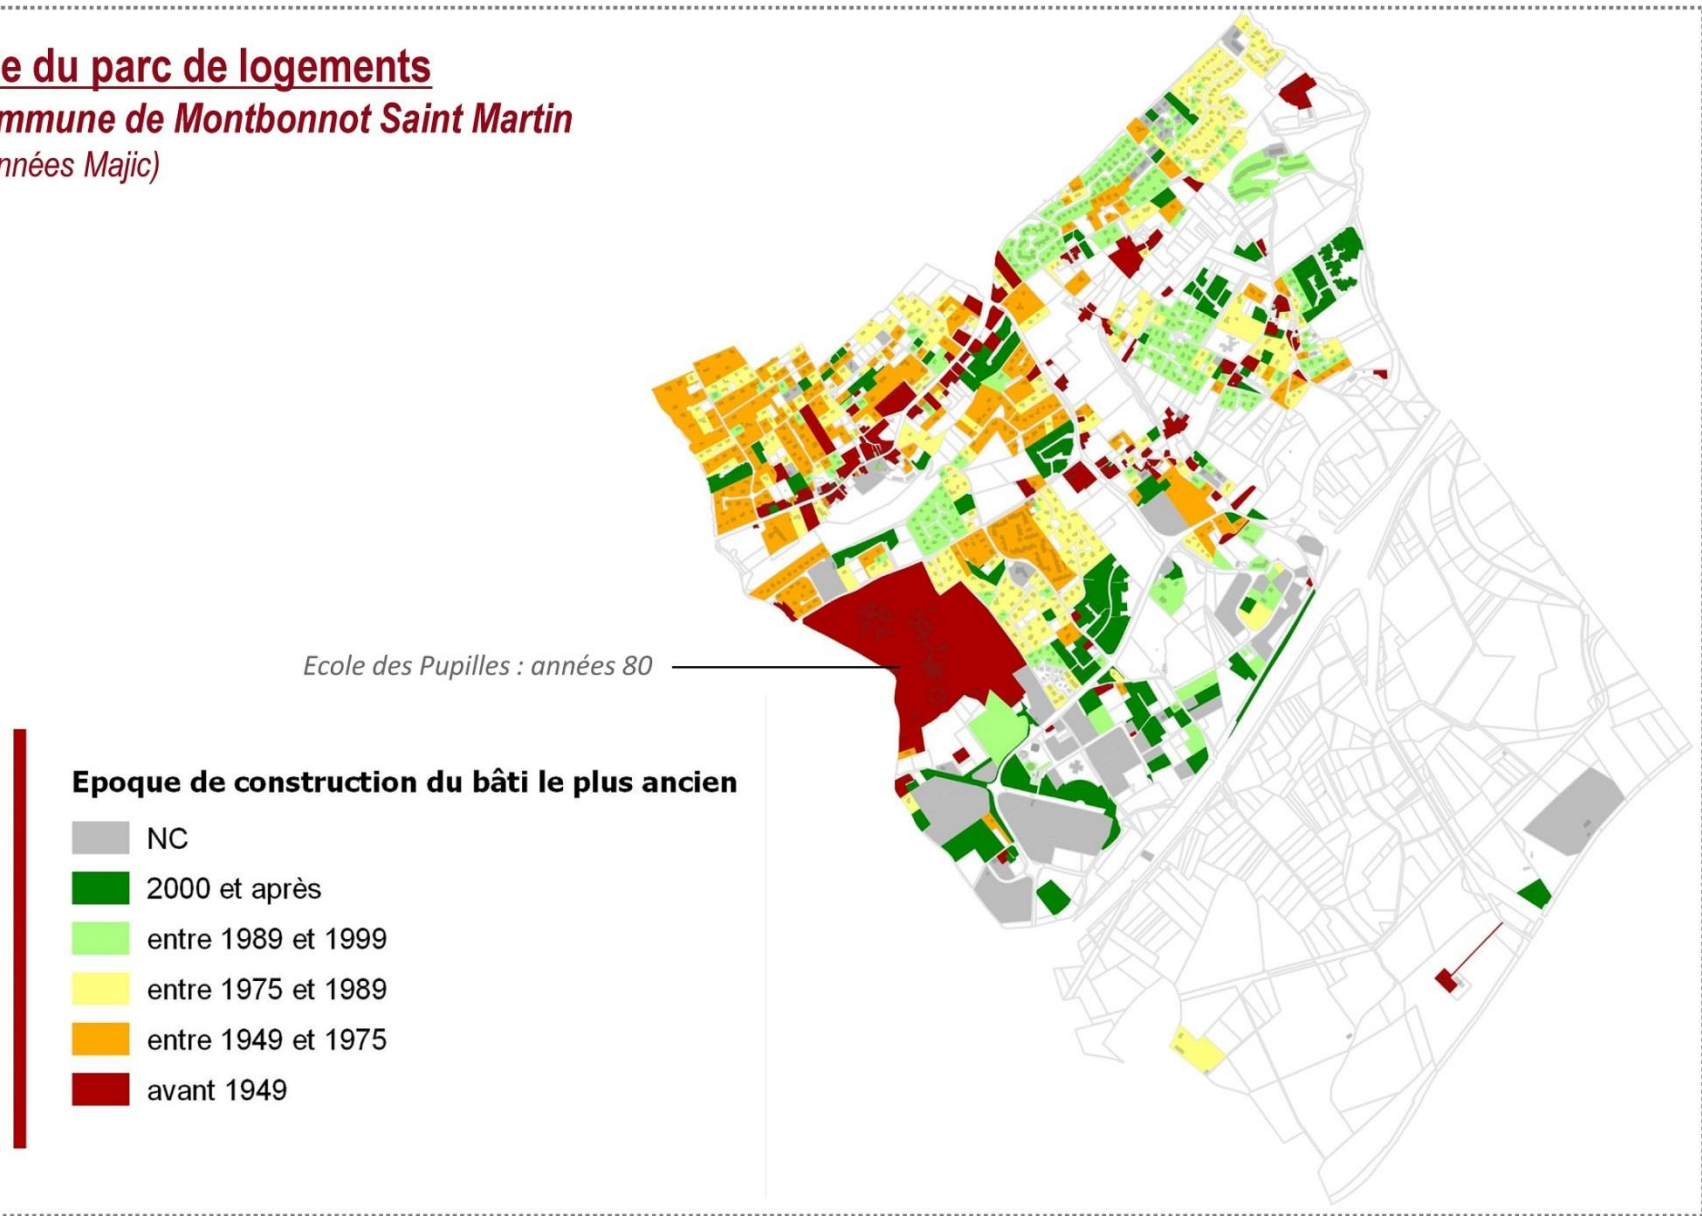 e du parc de logements
mmune de Montbonnot Saint Martin
nnées Majic)
Ecole des Pupilles : années 80
Epoque de construction du bâti le plus ancien
NC
2000 et après
entre 1989 et 1999
entre 1975 et 1989
entre 1949 et 1975
avant 1949